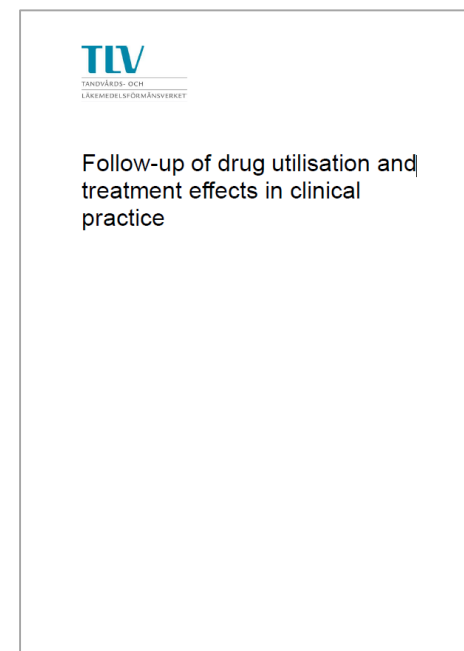 TLV
TANDVÅRDS- OCH
LÄKEMEDELSFÖRMÅNSVERKET
Follow-up of drug utilisation and
treatment effects in clinical
practice